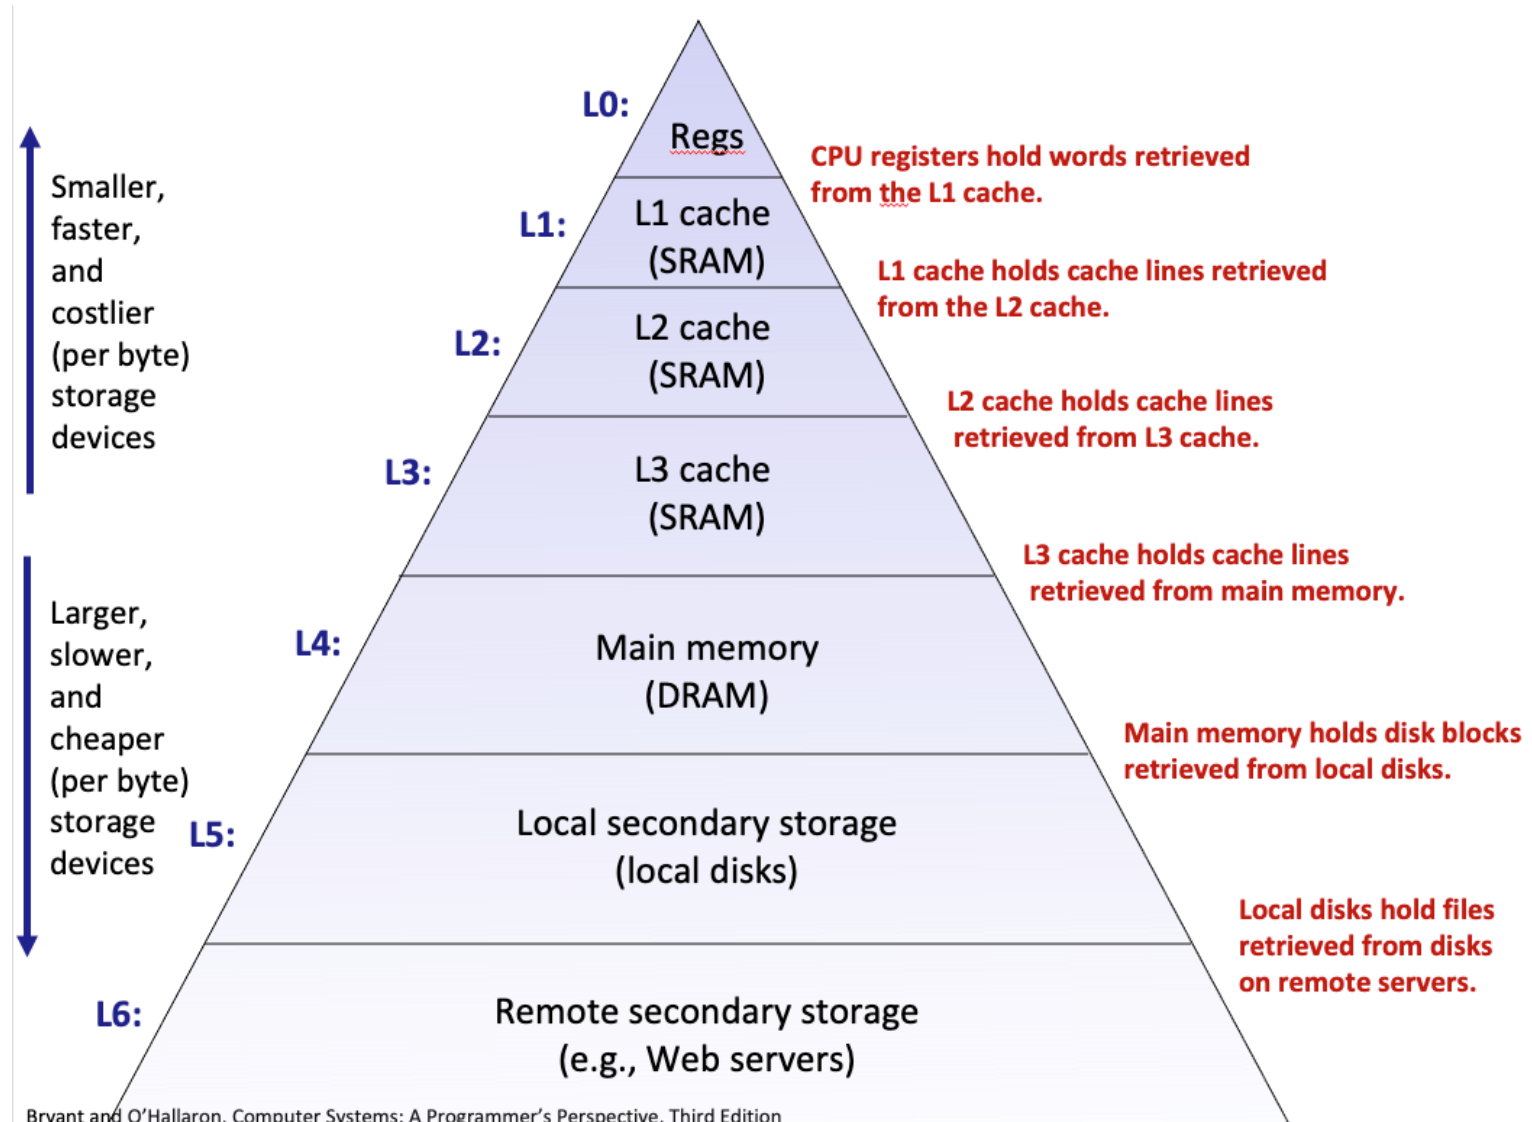 L0:
Regs
CPU registers hold words retrieved
from the L1 cache.
Smaller,
faster,
and
costlier
(per byte)
storage
devices
L1:
L1 cache
(SRAM)
L1 cache holds cache lines retrieved
from the L2 cache.
L2:
L2 cache
(SRAM)
L2 cache holds cache lines
retrieved from L3 cache.
L3:
L3 cache
(SRAM)
L3 cache holds cache lines
retrieved from main memory.
Larger,
slower,
and
cheaper
(per byte)
storage
devices
L4:
Main memory
(DRAM)
Main memory holds disk blocks
retrieved from local disks.
L5:
Local secondary storage
(local disks)
Local disks hold files
retrieved from disks
on remote servers.
L6:
Remote secondary storage
(e.g., Web servers)
Bryant and O'Hallaron, Computer Systems: A Programmer's Perspective, Third Edition